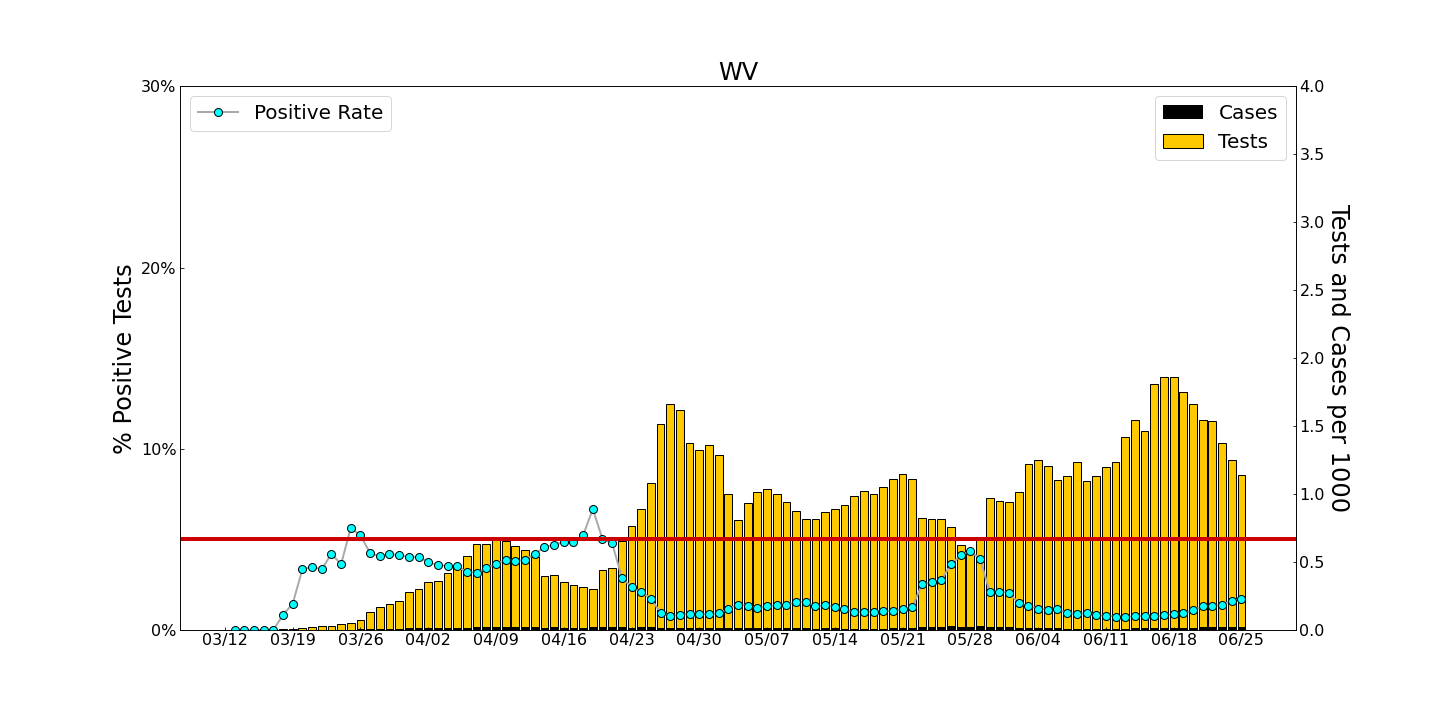 WV
30%
20%
10%
0%
% Positive Tests
Positive Rate
Cases
Tests
4.0
3.5
3.0
2.5
2.0
1.5
1.0
0.5
0.0
Tests and Cases per 1000
03/12 03/19 03/26 04/02 04/09 04/16 04/23 04/30 05/07 05/14 05/21 05/28 06/04 06/11 06/18 06/25